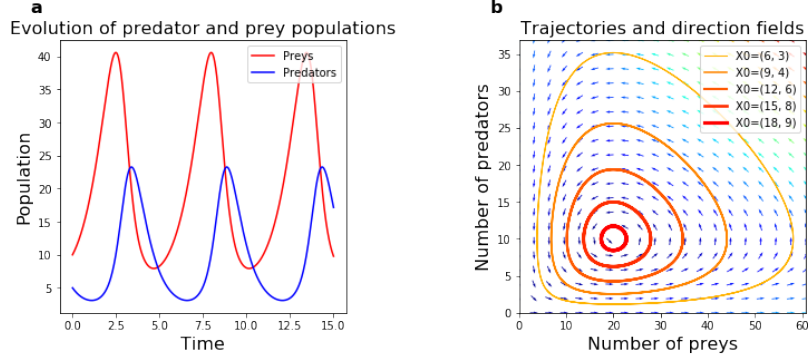 a
Evolution of predator and prey populations
Preys
Predators
40
35
30
25
20
15
10
5
Population
0.0 2.5 5.0 7.5 10.0 12.5 15.0
Time
b
Trajectories and direction fields
X0=(6, 3)
X0=(9, 4)
X0=(12, 6)
X0=(15, 8)
X0=(18, 9)
35
30
25
20
15
10
5
0
Number of predators
0 10 20 30 40 50 60
Number of preys